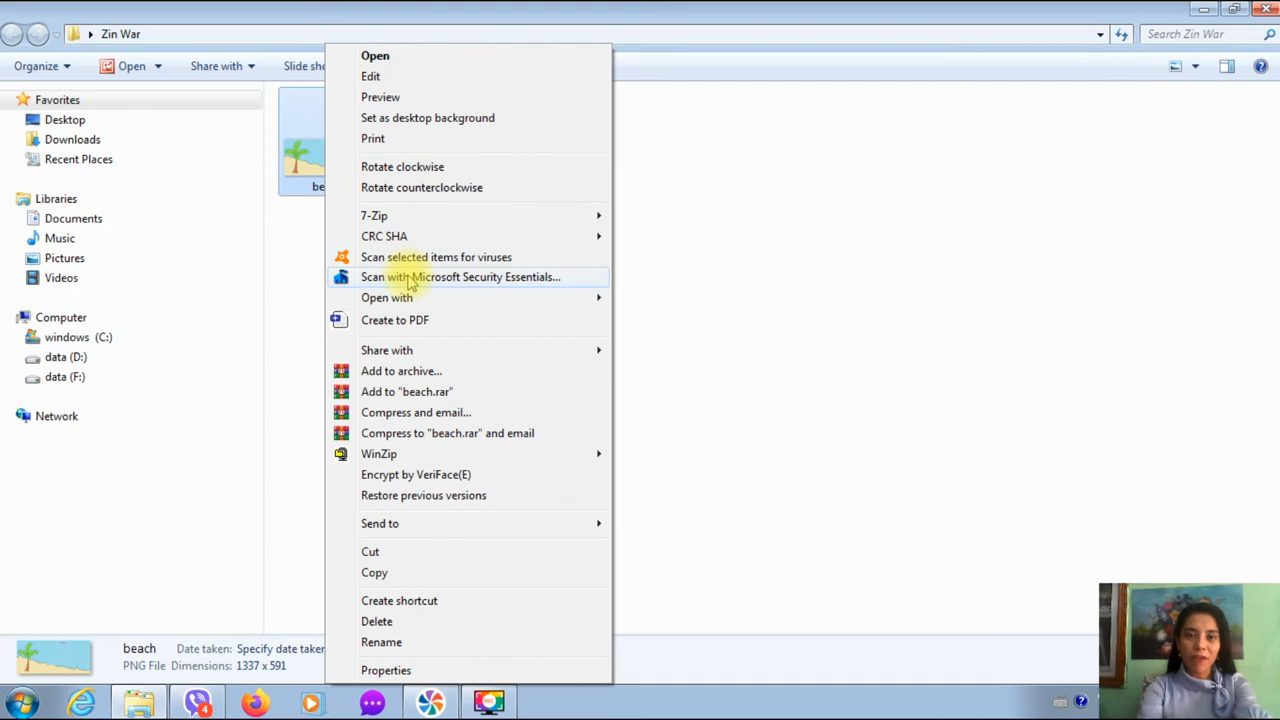 Zin War
Search Zin War
Organize
Open
Share with
Slide sho
Favorites
Desktop
Downloads
Recent Places
Libraries
Documents
Music
Pictures
Videos
Computer
windows (C:)
data (D:)
data (F:)
Network
be
Open
Edit
Preview
Set as desktop background
Print
Rotate clockwise
Rotate counterclockwise
7-Zip
CRC SHA
Scan selected items for viruses
Scan with Microsoft Security Essentials...
Open with
Create to PDF
Share with
Add to archive...
Add to "beach.rar"
Compress and email...
Compress to "beach.rar" and email
WinZip
Encrypt by VeriFace(E)
Restore previous versions
Send to
Cut
Copy
Create shortcut
Delete
Rename
Properties
beach Date taken: Specify date taken
PNG File Dimensions: 1337 x 591
4
REC